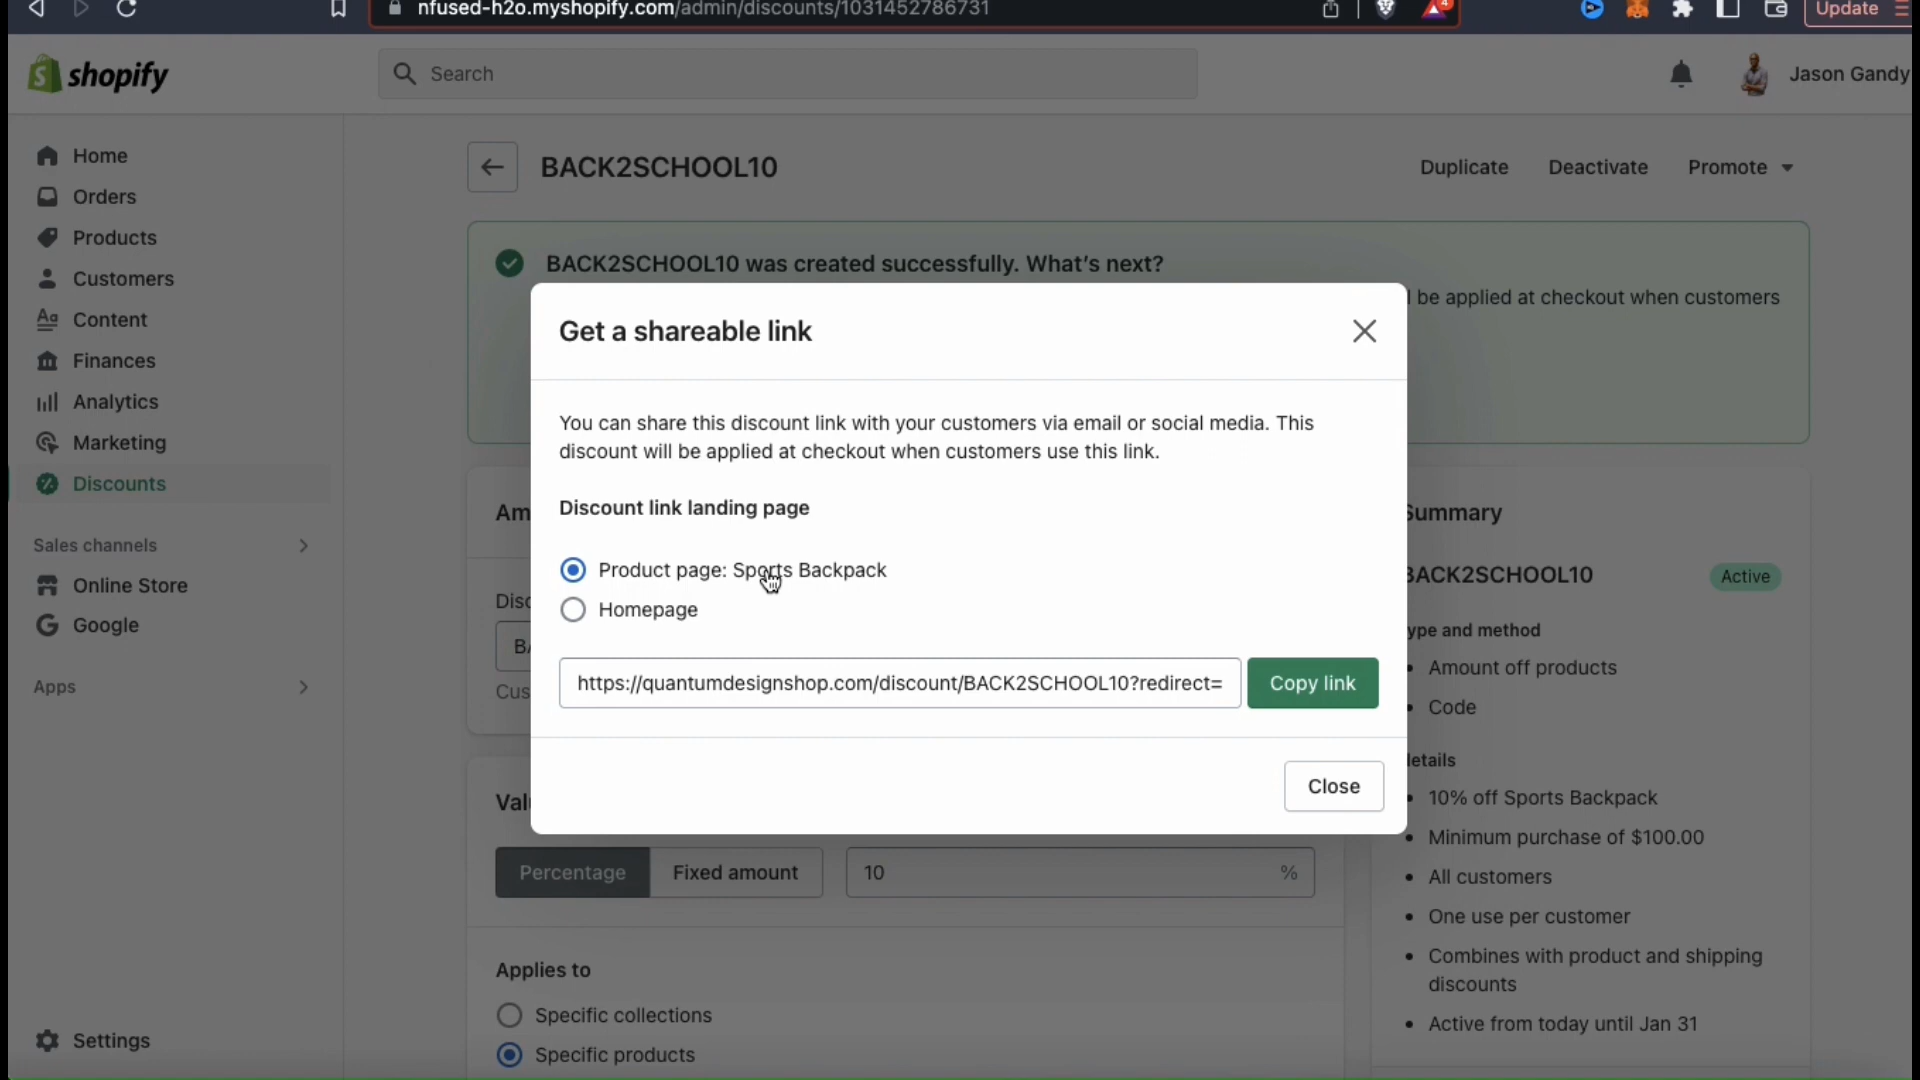 nfused-h2o.myshopify.com/admin/discounts/1031452786731
4
Update
shopify
Search
Jason Gandy
Home
Orders
Products
Customers
Content
Finances
Analytics
Marketing
Discounts
Sales channels
Online Store
Google
Apps
Settings
BACK2SCHOOL10
Duplicate
Deactivate
Promote
BACK2SCHOOL10 was created successfully. What's next?
be applied at checkout when customers
Get a shareable link
You can share this discount link with your customers via email or social media. This
discount will be applied at checkout when customers use this link.
Discount link landing page
Product page: Sports Backpack
Homepage
https://quantumdesignshop.com/discount/BACK2SCHOOL10?redirect=
Copy link
Close
Am
Disc
BA
Cus
Valu
Percentage
Fixed amount
10
%
Applies to
Specific collections
Specific products
Summary
BACK2SCHOOL10
Active
ype and method
• Amount off products
• Code
etails
• 10% off Sports Backpack
• Minimum purchase of $100.00
• All customers
• One use per customer
• Combines with product and shipping
discounts
• Active from today until Jan 31